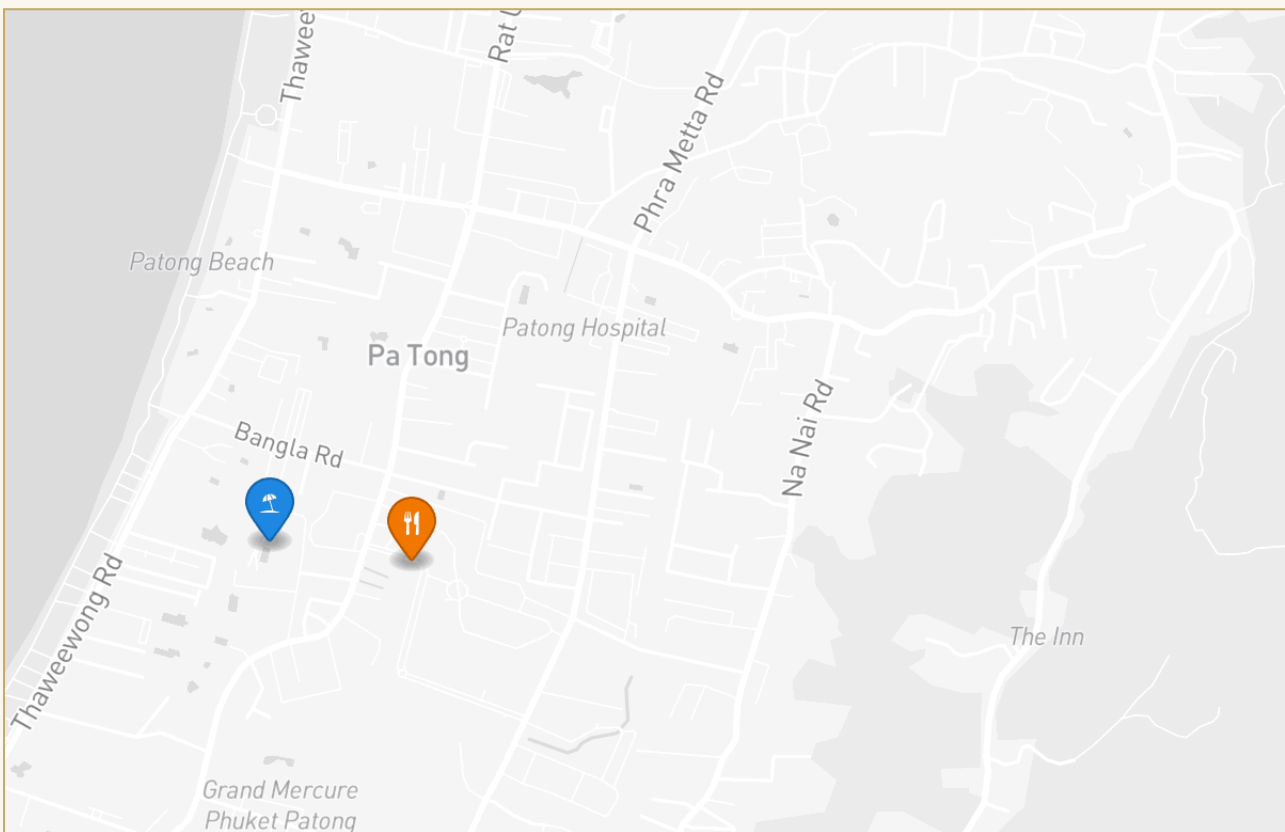 Thaweew
Rat U
Phra Metta Rd
Patong Beach
Patong Hospital
Pa Tong
Na Nai Rd
Bangla Rd
Thaweewong Rd
The Inn
Grand Mercure
Phuket Patong